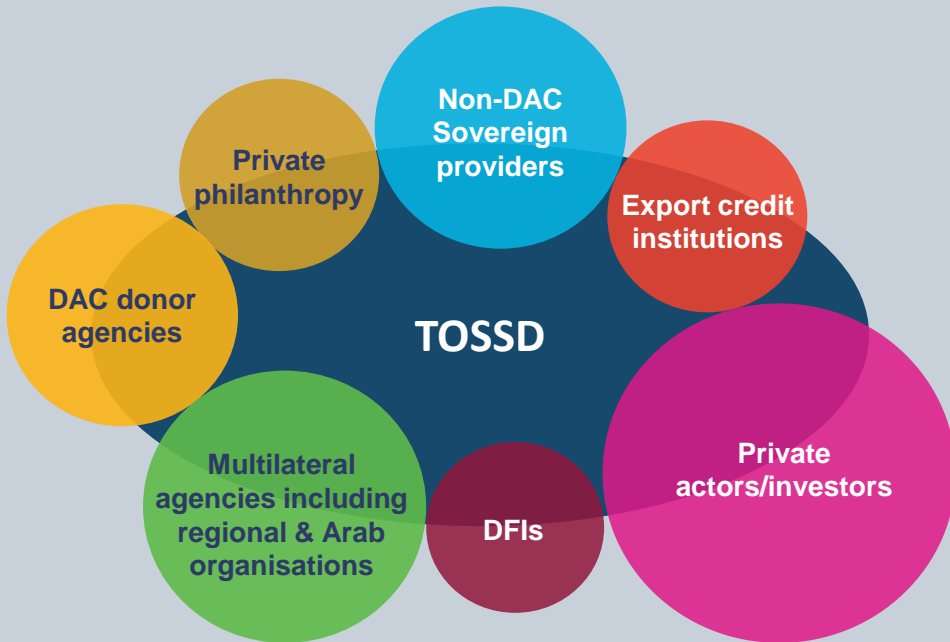 Non-DAC
Sovereign
providers
Private
philanthropy
Export credit
institutions
DAC donor
agencies
TOSSD
Multilateral
agencies including
regional & Arab
organisations
DFIs
Private
actors/investors